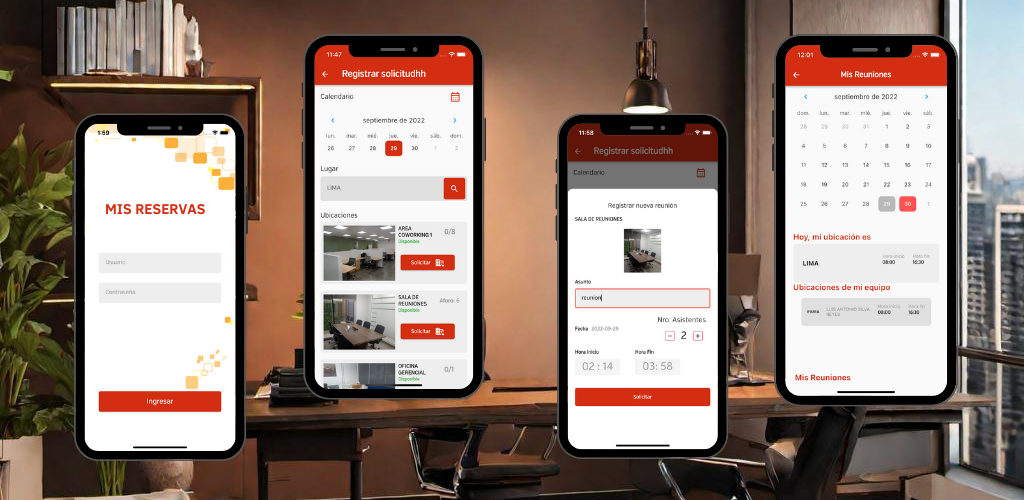 1:59
MIS RESERVAS
Usuario
Contraseña
Ingresar
11:47
Registrar solicitudhh
Calendario
septiembre de 2022
lun. mar. mié. jue. vie. sáb. dom.
26 27 28 29 30 1 2
Lugar
LIMA
Ubicaciones
AREA
COWORKING 1 0/8
Disponible
Solicitar
SALA DE
REUNIONES Aforo: 6
Disponible
Solicitar
OFICINA
GERENCIAL 0/1
Disponible
11:58
Registrar solicitudhh
Calendario
Registrar nueva reunión
SALA DE REUNIONES
Asunto
reunion
Nro. Asistentes
Fecha 2022-09-29
− 2 +
Hora Inicio Hora Fin
02 : 14 03: 58
Solicitar
12:01
Mis Reuniones
septiembre de 2022
dom. lun. mar. mié. jue. vie. sáb.
28 29 30 31 1 2 3
4 5 6 7 8 9 10
11 12 13 14 15 16 17
18 19 20 21 22 23 24
25 26 27 28 29 30 1
Hoy, mi ubicación es
LIMA
Hora Inicio Hora fin
08:00 16:30
Ubicaciones de mi equipo
PIURA
LUIS ANTONIO SILVA
REYES
Hora Inicio Hora fin
08:00 16:30
Mis Reuniones